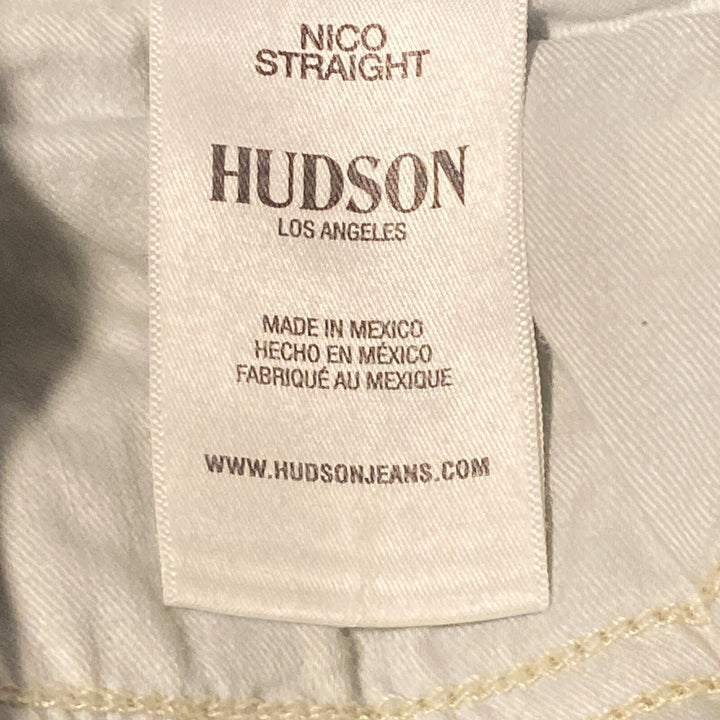 NICO
STRAIGHT
HUDSON
LOS ANGELES
MADE IN MEXICO
HECHO EN MÉXICO
FABRIQUÉ AU MEXIQUE
WWW.HUDSONJEANS.COM